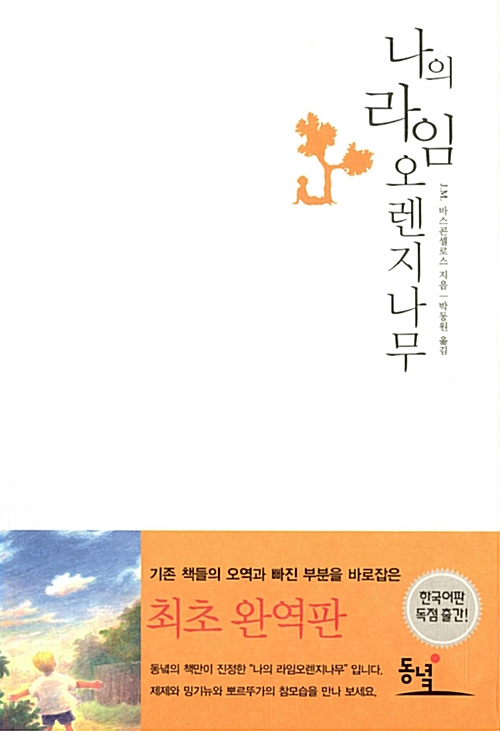 나의
라임
오렌지나무
J.M. 바스콘셀로스 지음 ㅣ 박동원 옮김
기존 책들의 오역과 빠진 부분을 바로잡은
최초 완역판
동녘의 책만이 진정한 "나의 라임오렌지나무" 입니다.
제제와 밍기뉴와 뽀르뚜가의 참모습을 만나 보세요.
한국어판
독점 출간!
동녘